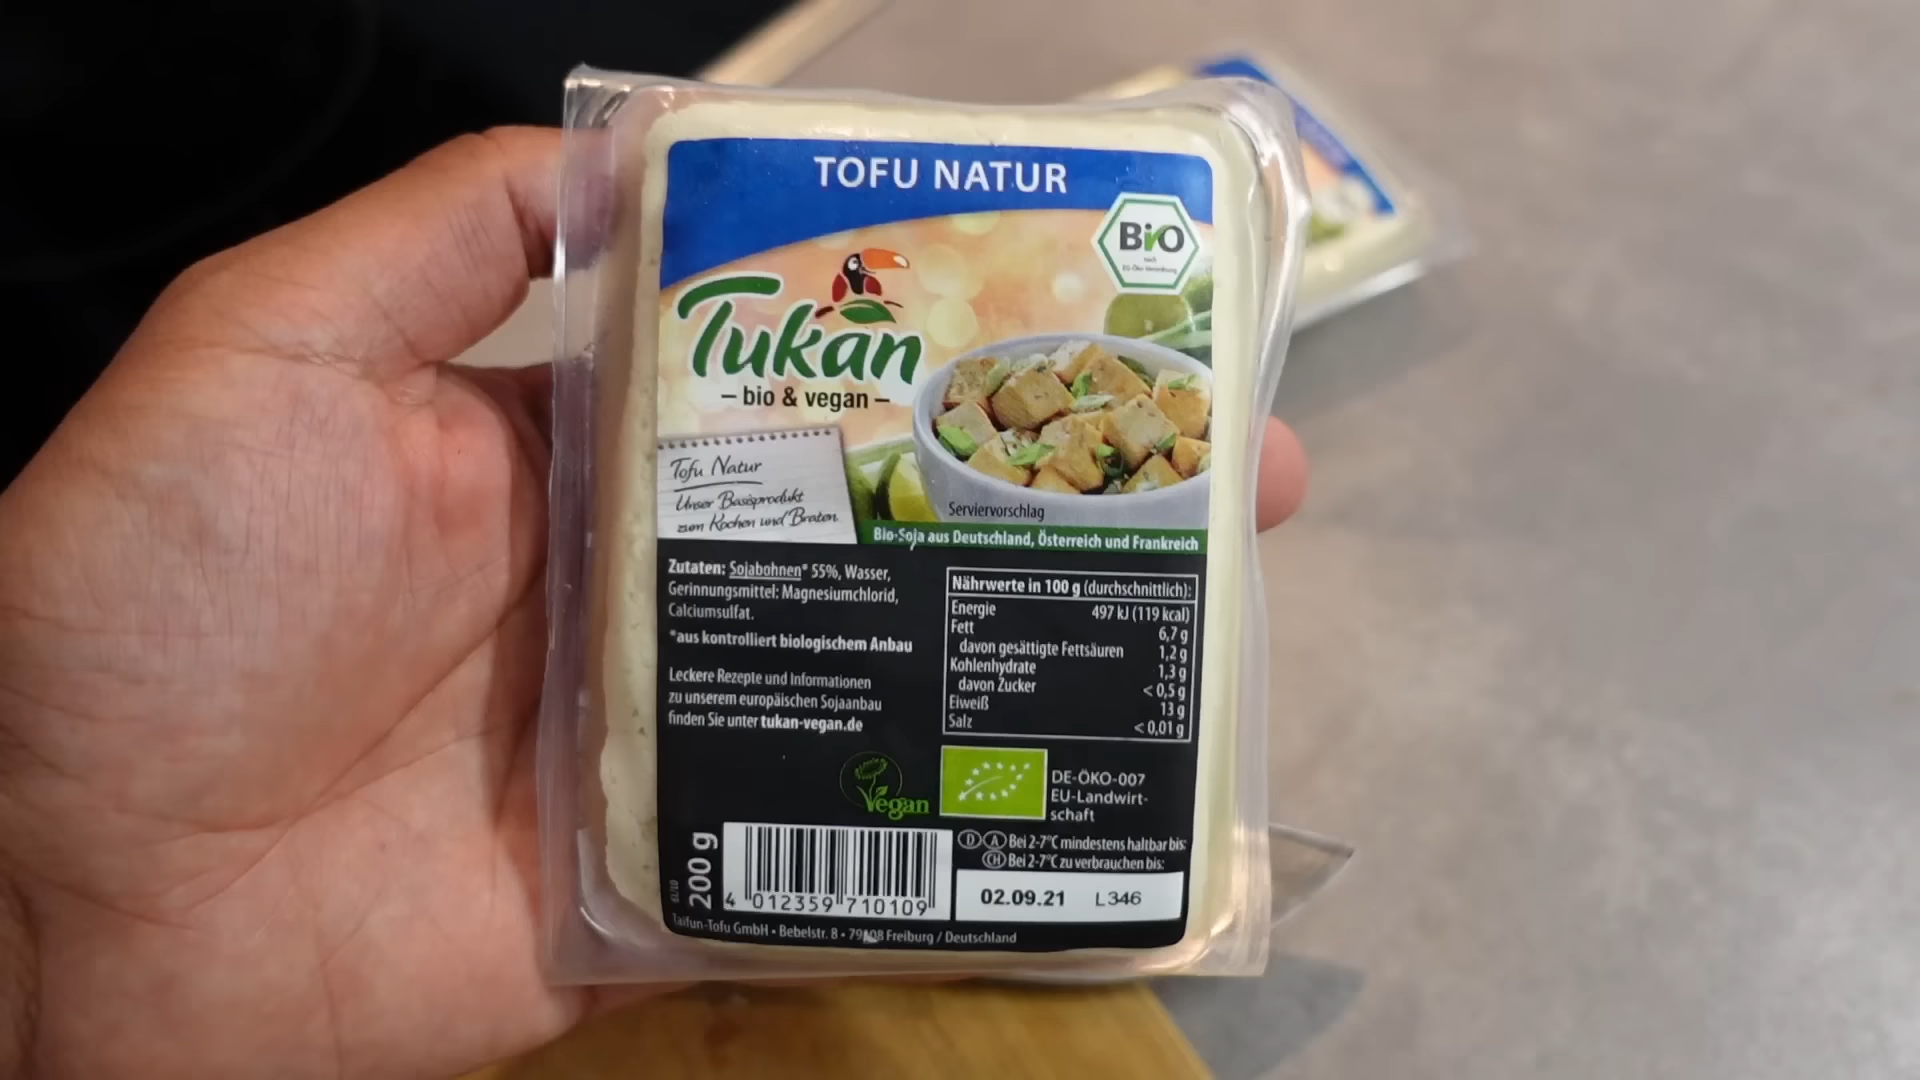 TOFU NATUR
BiO
nach
EG-Öko-Verordnung
Tukan
– bio & vegan –
Tofu Natur
Unser Basisprodukt
zum Kochen und Braten.
Serviervorschlag
Bio-Soja aus Deutschland, Österreich und Frankreich
Zutaten: Sojabohnen* 55%, Wasser,
Gerinnungsmittel: Magnesiumchlorid,
Calciumsulfat.
*aus kontrolliert biologischem Anbau
Leckere Rezepte und Informationen
zu unserem europäischen Sojaanbau
finden Sie unter tukan-vegan.de
Nährwerte in 100 g (durchschnittlich):
Energie 497 kJ (119 kcal)
Fett 6,7 g
davon gesättigte Fettsäuren 1,2 g
Kohlenhydrate 1,3 g
davon Zucker < 0,5 g
Eiweiß 13 g
Salz < 0,01 g
Vegan
DE-ÖKO-007
EU-Landwirt-
schaft
200 g
4 012359 710109
D A Bei 2-7°C mindestens haltbar bis:
CH Bei 2-7°C zu verbrauchen bis:
02.09.21 L346
Taifun-Tofu GmbH • Bebelstr. 8 • 79108 Freiburg / Deutschland